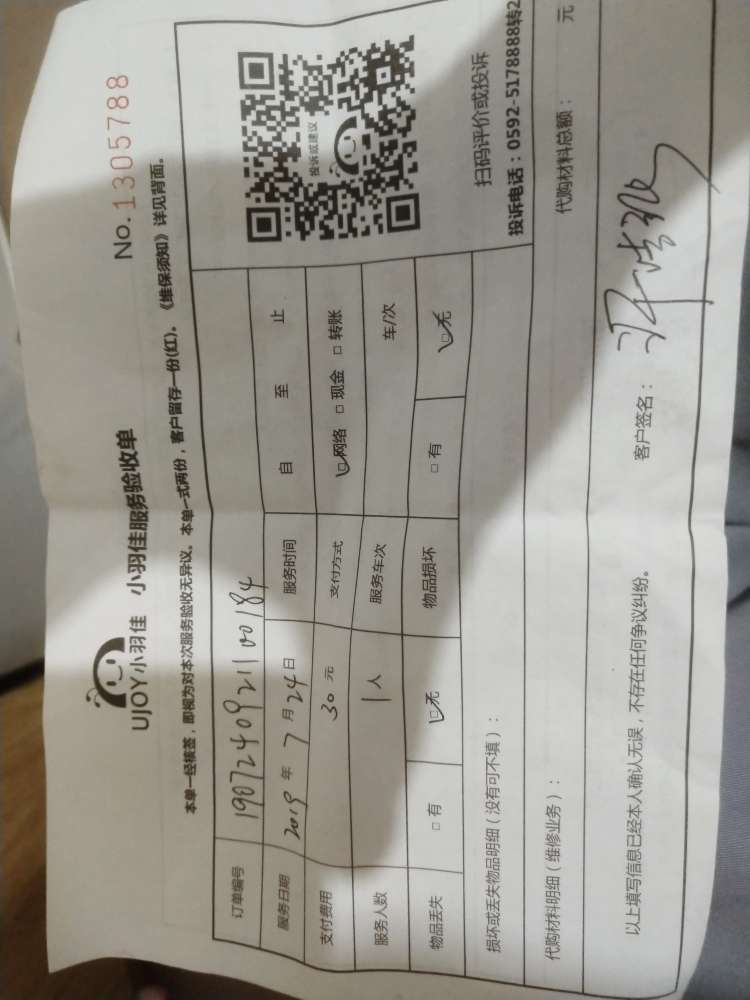 UJOY小羽佳 小羽佳服务验收单
No.1305788
本单一经核签，即视为对本次服务验收无异议。本单一式两份，客户留存一份(红)。《维保须知》详见背面。
订单编号 1907240921100184
投诉或建议
服务日期 2019 年 7 月 24 日 服务时间 自 至 止
支付费用 30 元 支付方式 ☑网络 □现金 □转账
服务人数 1 人 服务车次 车/次
扫码评价或投诉
物品丢失 □有 ☑无 物品损坏 □有 ☑无
投诉电话：0592-5178888转2
损坏或丢失物品明细（没有可不填）：
代购材料明细（维修业务）： 代购材料总额： 元
以上填写信息已经本人确认无误，不存在任何争议纠纷。 客户签名：